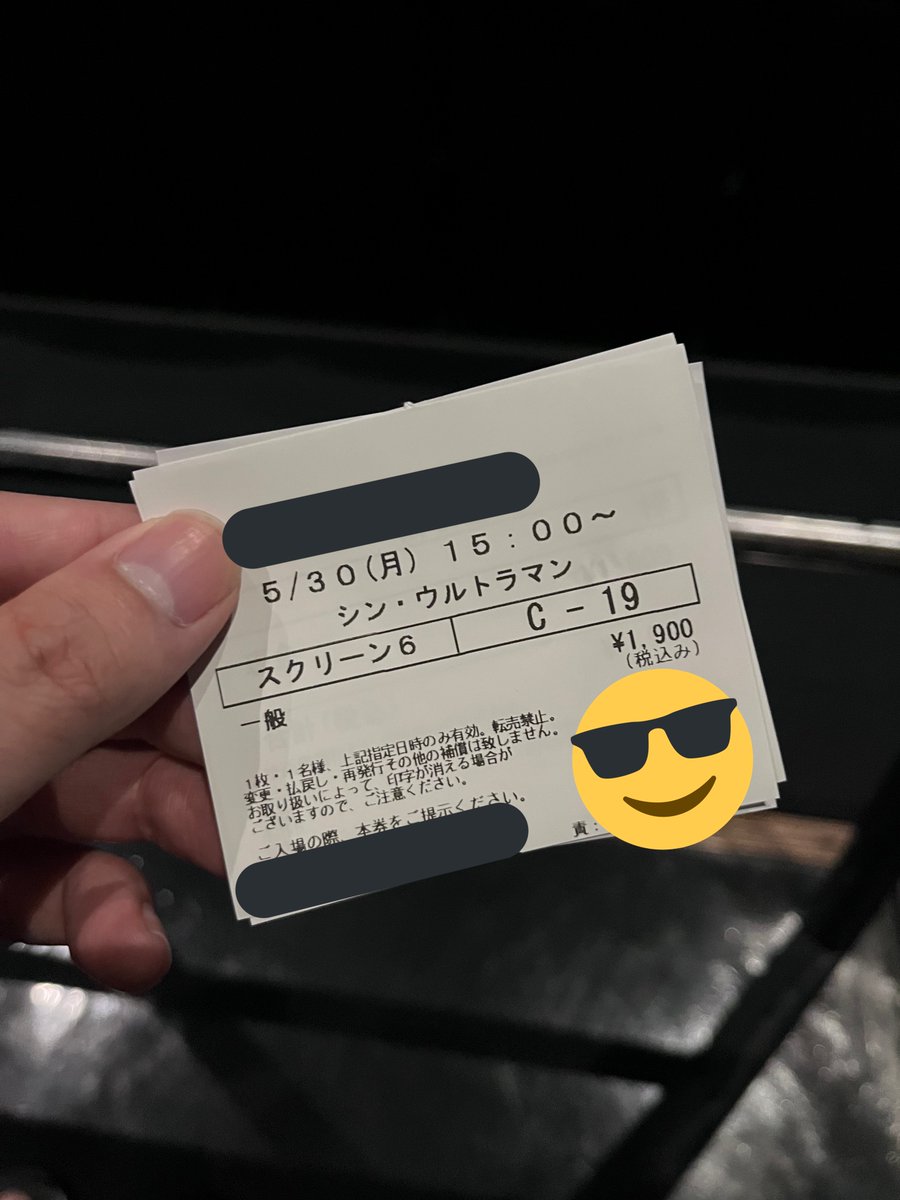 5/30(月) 15:00～
シン・ウルトラマン
スクリーン6 C-19
¥1,900
(税込み)
一般
1枚・1名様、上記指定日時のみ有効。転売禁止。
変更・払戻し・再発行その他の補償は致しません。
お取り扱いによって、印字が消える場合が
ございますので、ご注意ください。
ご入場の際、本券をご提示ください。
責: